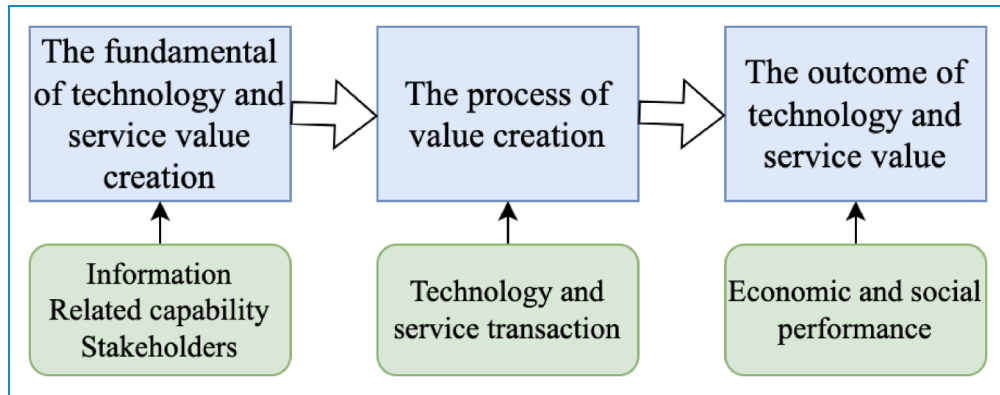 The fundamental
of technology and
service value
creation
The process of
value creation
The outcome of
technology and
service value
Information
Related capability
Stakeholders
Technology and
service transaction
Economic and social
performance